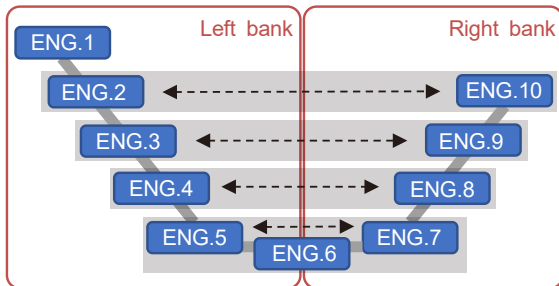 Left bank
Right bank
ENG.1
ENG.2
ENG.10
ENG.3
ENG.9
ENG.4
ENG.8
ENG.5
ENG.6
ENG.7